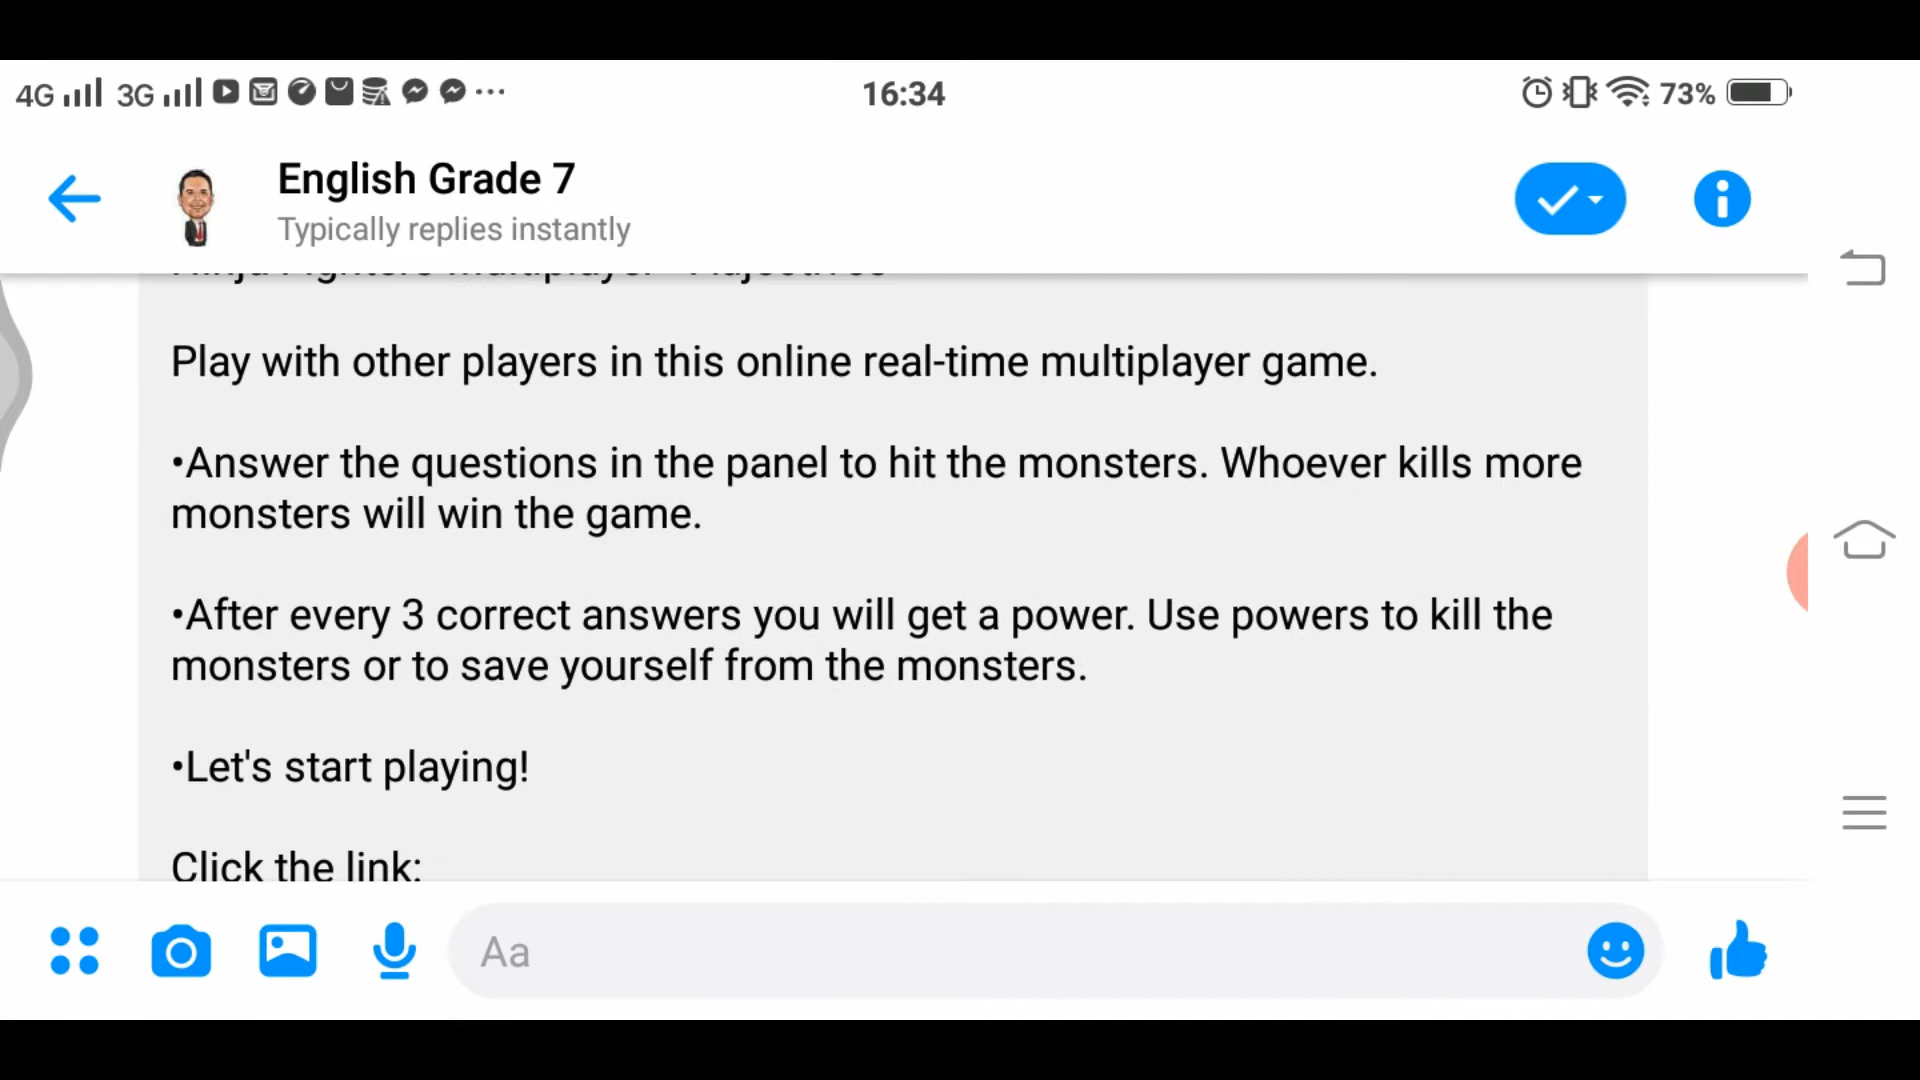 4G 3G 16:34 73%
English Grade 7
Typically replies instantly
Play with other players in this online real-time multiplayer game.
•Answer the questions in the panel to hit the monsters. Whoever kills more
monsters will win the game.
•After every 3 correct answers you will get a power. Use powers to kill the
monsters or to save yourself from the monsters.
•Let's start playing!
Click the link:
Aa